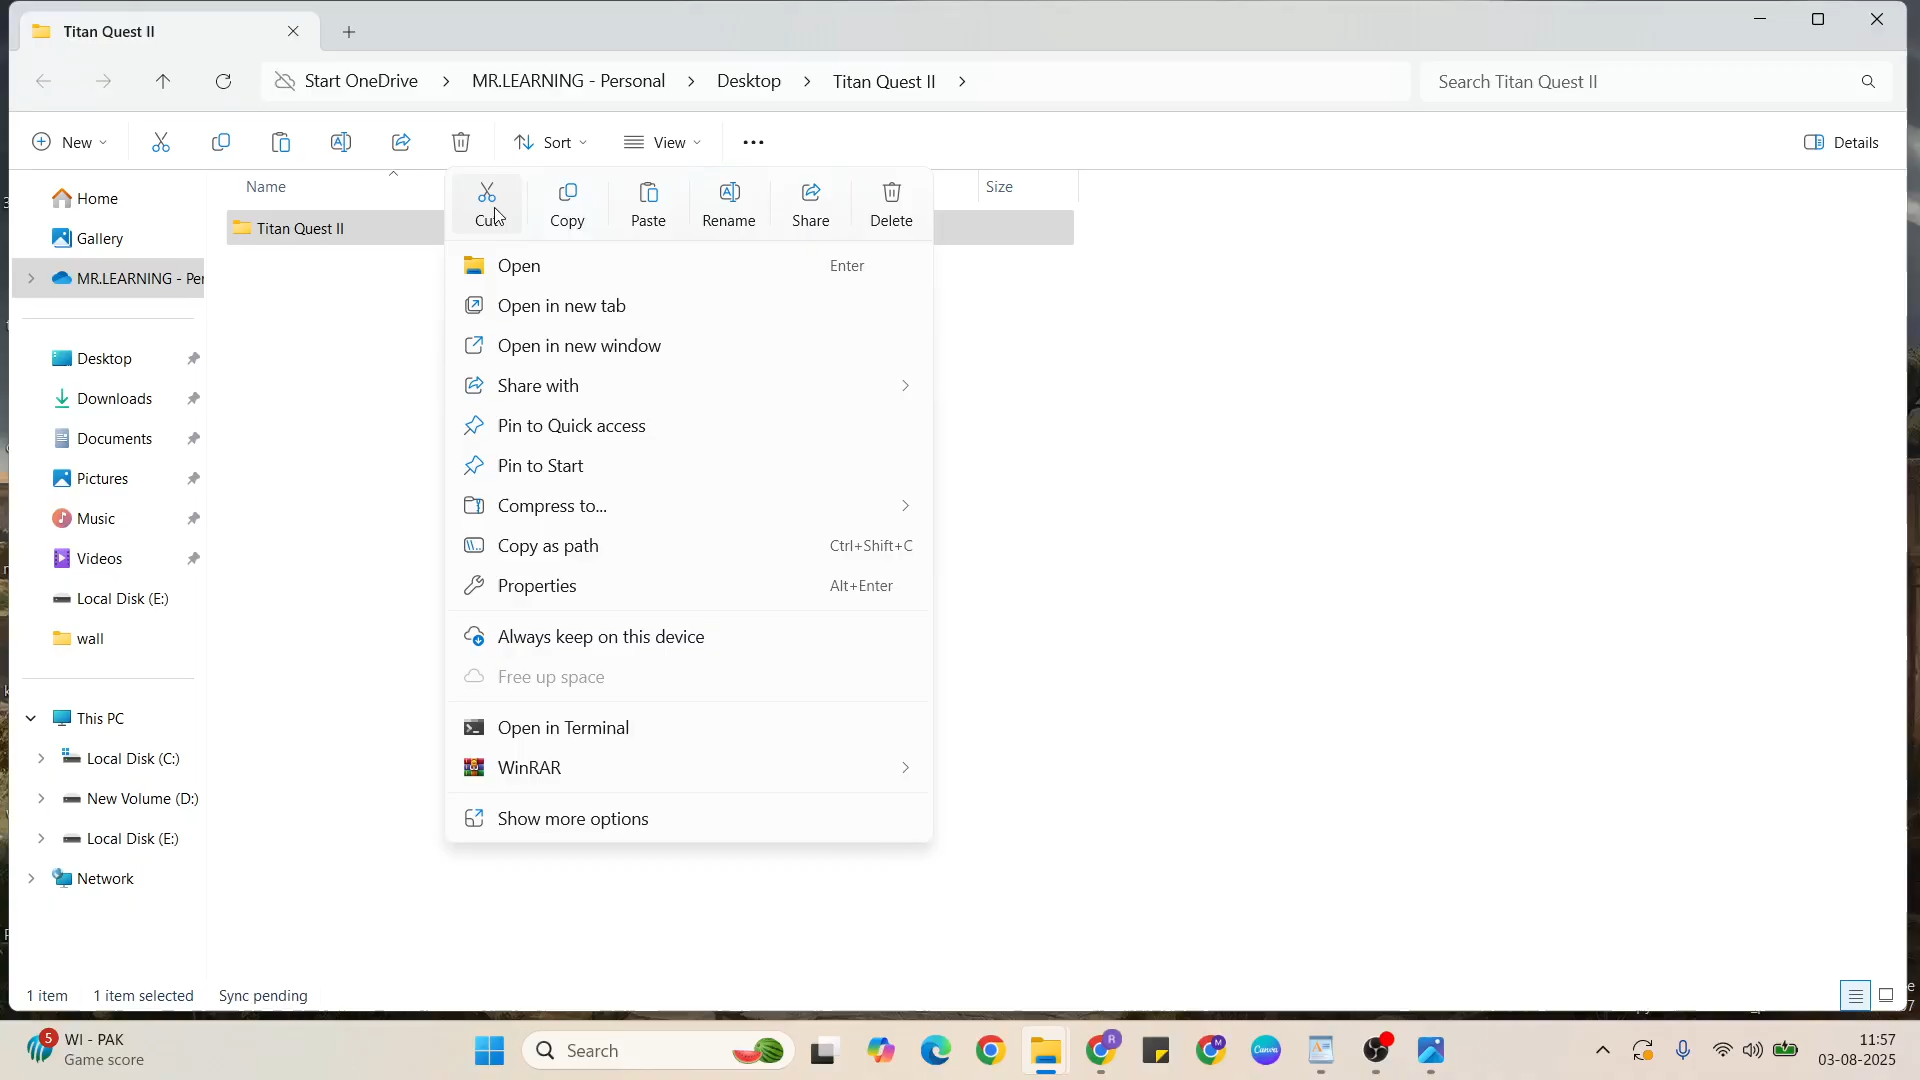 Titan Quest II
Start OneDrive > MR.LEARNING - Personal > Desktop > Titan Quest II >
Search Titan Quest II
New
Sort
View
Details
Name
Size
Titan Quest II
Home
Gallery
MR.LEARNING - Per
Desktop
Downloads
Documents
Pictures
Music
Videos
Local Disk (E:)
wall
This PC
Local Disk (C:)
New Volume (D:)
Local Disk (E:)
Network
Cut
Copy
Paste
Rename
Share
Delete
Open Enter
Open in new tab
Open in new window
Share with
Pin to Quick access
Pin to Start
Compress to...
Copy as path Ctrl+Shift+C
Properties Alt+Enter
Always keep on this device
Free up space
Open in Terminal
WinRAR
Show more options
1 item 1 item selected Sync pending
5
WI - PAK
Game score
Search
R
M
Canva
11:57
03-08-2025